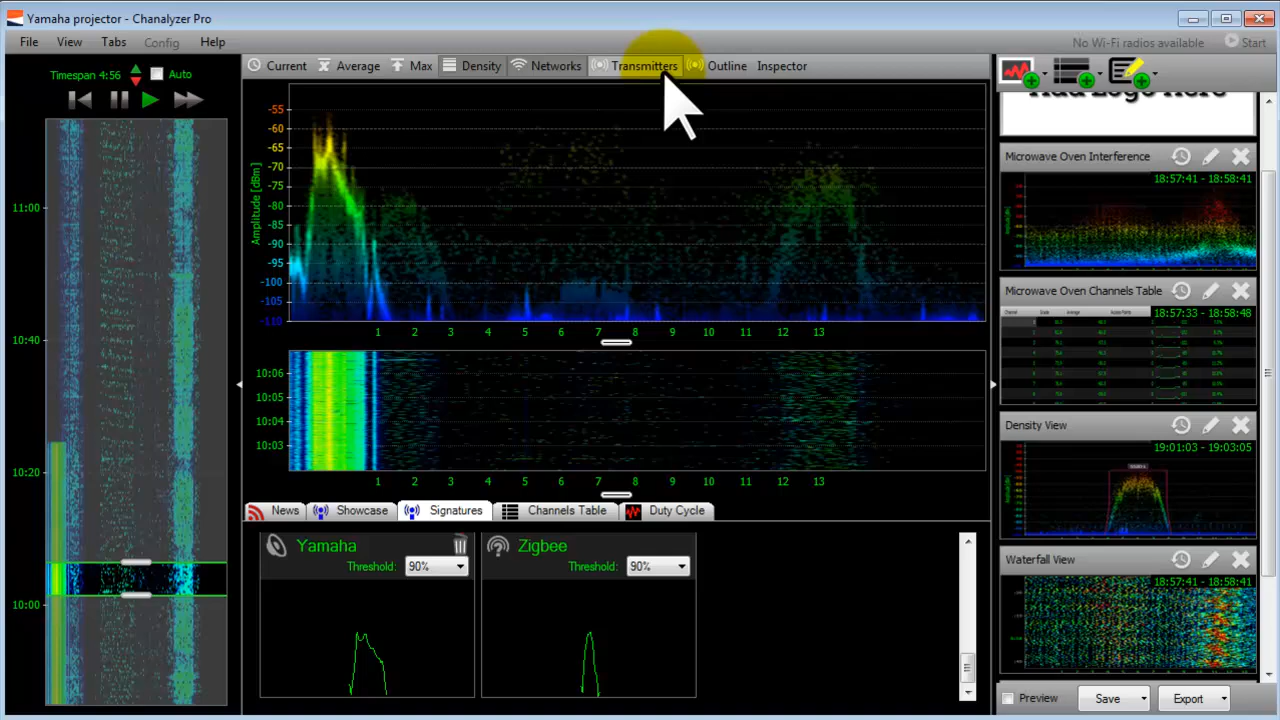 Yamaha projector - Chanalyzer Pro
File View Tabs Config Help
No Wi-Fi radios available Start
Timespan 4:56 Auto
Current Average Max Density Networks Transmitters Outline Inspector
11:00
10:40
10:20
10:00
Amplitude [dBm]
-55
-60
-65
-70
-75
-80
-85
-90
-95
-100
-105
-110
1 2 3 4 5 6 7 8 9 10 11 12 13
10:06
10:05
10:04
10:03
1 2 3 4 5 6 7 8 9 10 11 12 13
News Showcase Signatures Channels Table Duty Cycle
Yamaha
Threshold: 90%
Zigbee
Threshold: 90%
Add Logo Here
Microwave Oven Interference
18:57:41 - 18:58:41
Microwave Oven Channels Table
18:57:33 - 18:58:48
Density View
19:01:03 - 19:03:05
Waterfall View
18:57:41 - 18:58:41
Preview Save Export